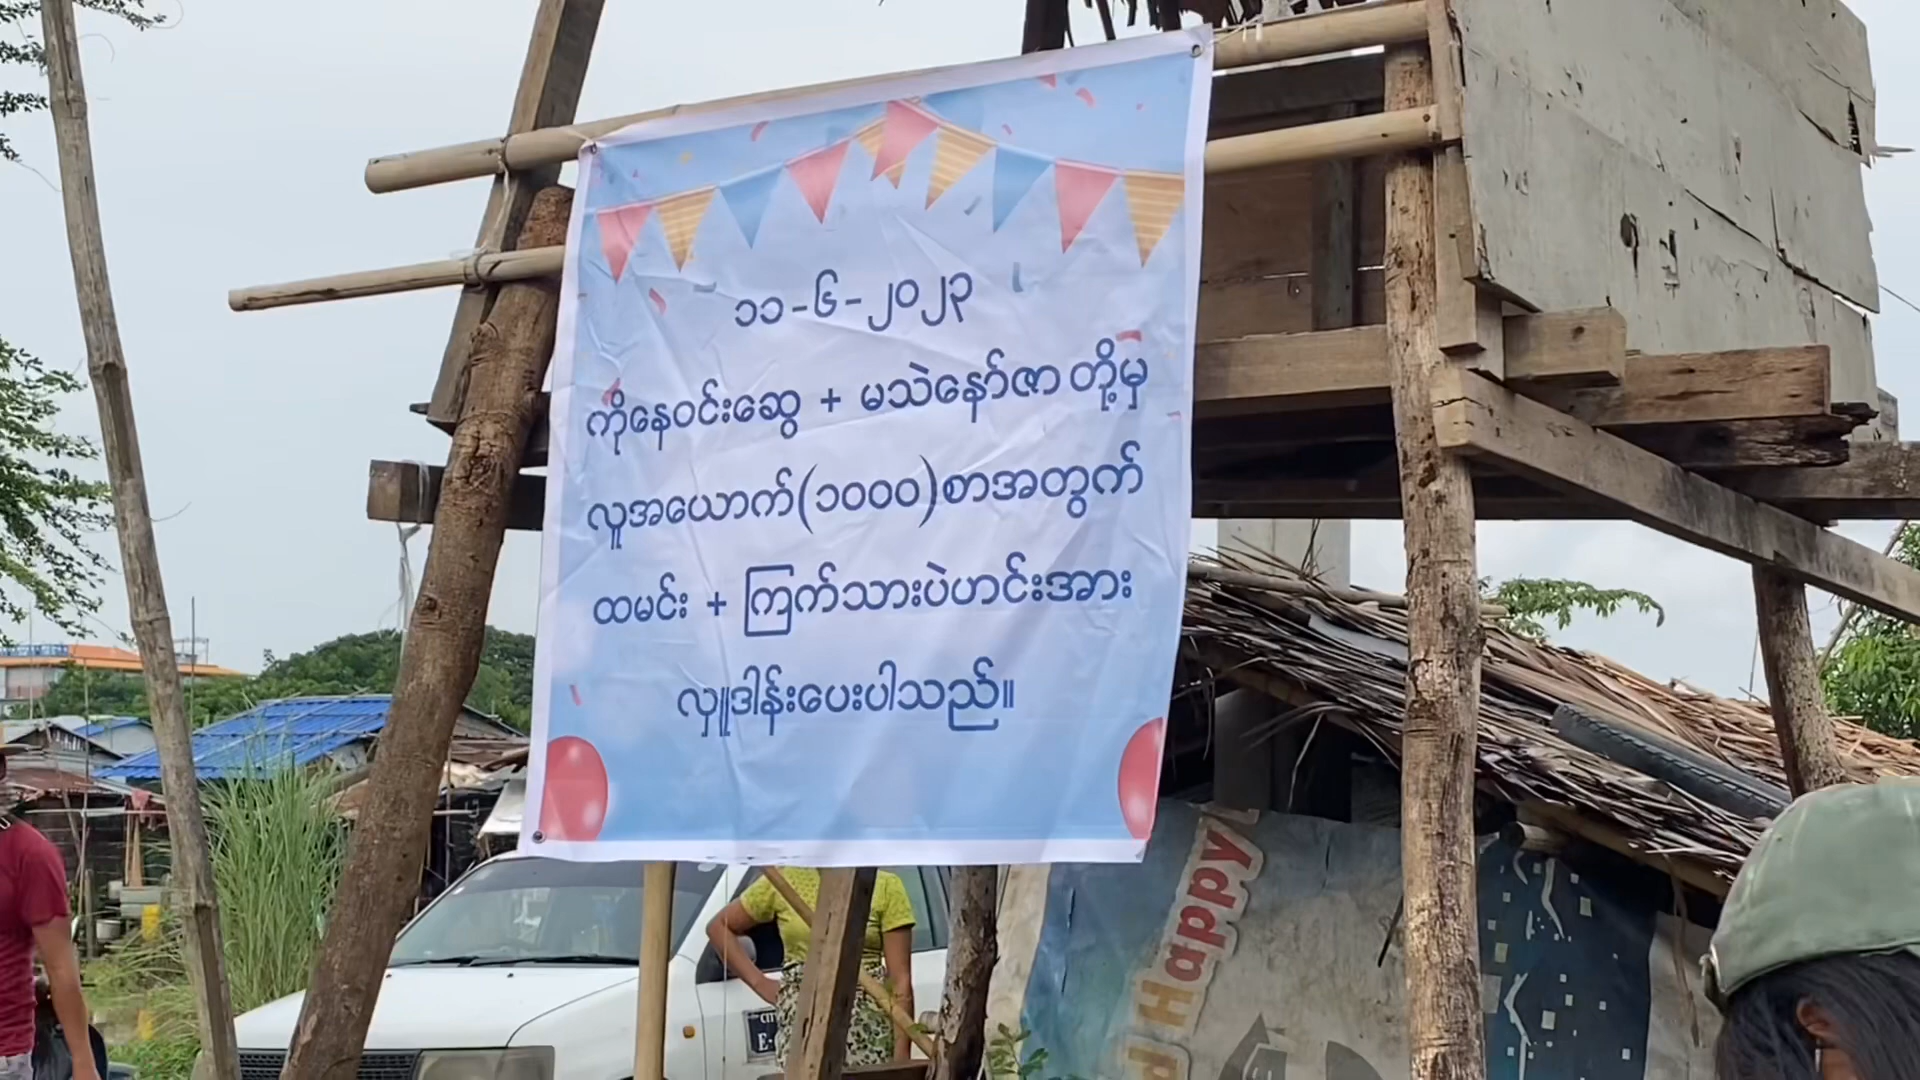 ၁၁-၆-၂၀၂၃
ကိုနေဝင်းဆွေ + မသဲနော်ဇာ တို့မှ
လူအယောက်(၁၀၀၀)စာအတွက်
ထမင်း + ကြက်သားပဲဟင်းအား
လှူဒါန်းပေးပါသည်။
Happy